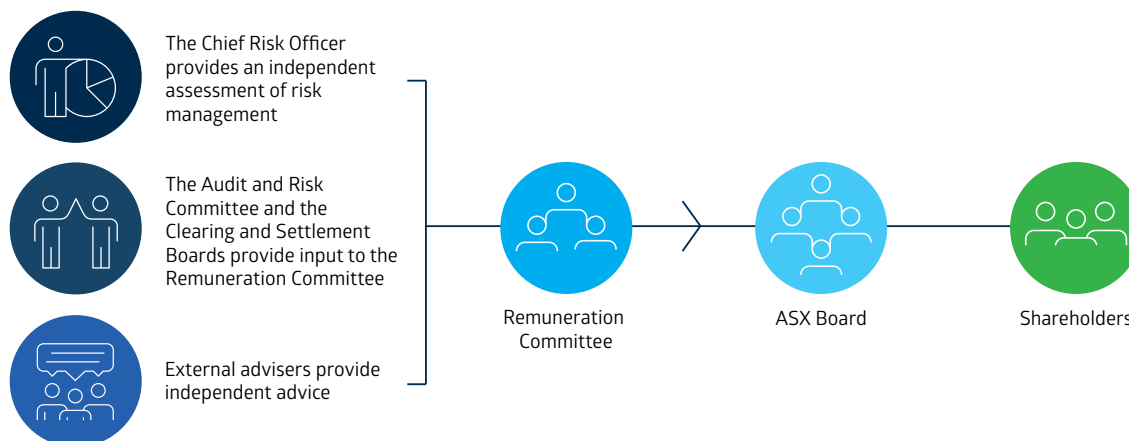 The Chief Risk Officer
provides an independent
assessment of risk
management
The Audit and Risk
Committee and the
Clearing and Settlement
Boards provide input to the
Remuneration Committee
External advisers provide
independent advice
Remuneration
Committee
ASX Board
Shareholders